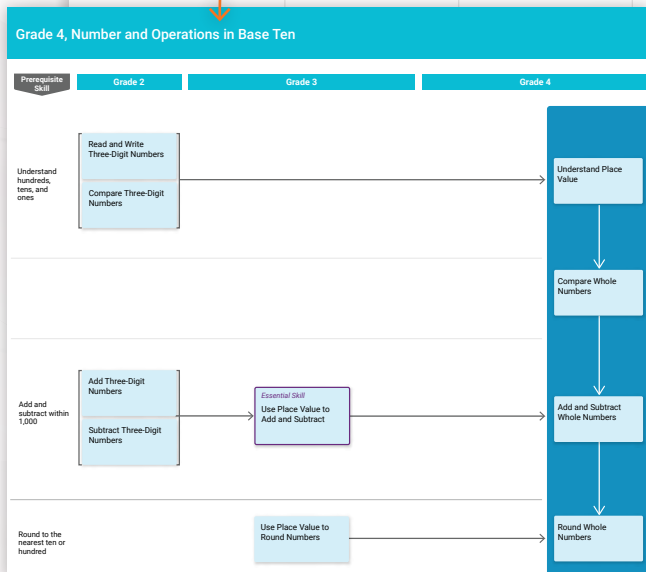 Grade 4, Number and Operations in Base Ten
Prerequisite
Skill
Grade 2
Grade 3
Grade 4
Understand
hundreds,
tens, and
ones
Read and Write
Three-Digit Numbers
Compare Three-Digit
Numbers
Understand Place
Value
Compare Whole
Numbers
Add and
subtract within
1,000
Add Three-Digit
Numbers
Subtract Three-Digit
Numbers
Essential Skill
Use Place Value to
Add and Subtract
Add and Subtract
Whole Numbers
Round to the
nearest ten or
hundred
Use Place Value to
Round Numbers
Round Whole
Numbers